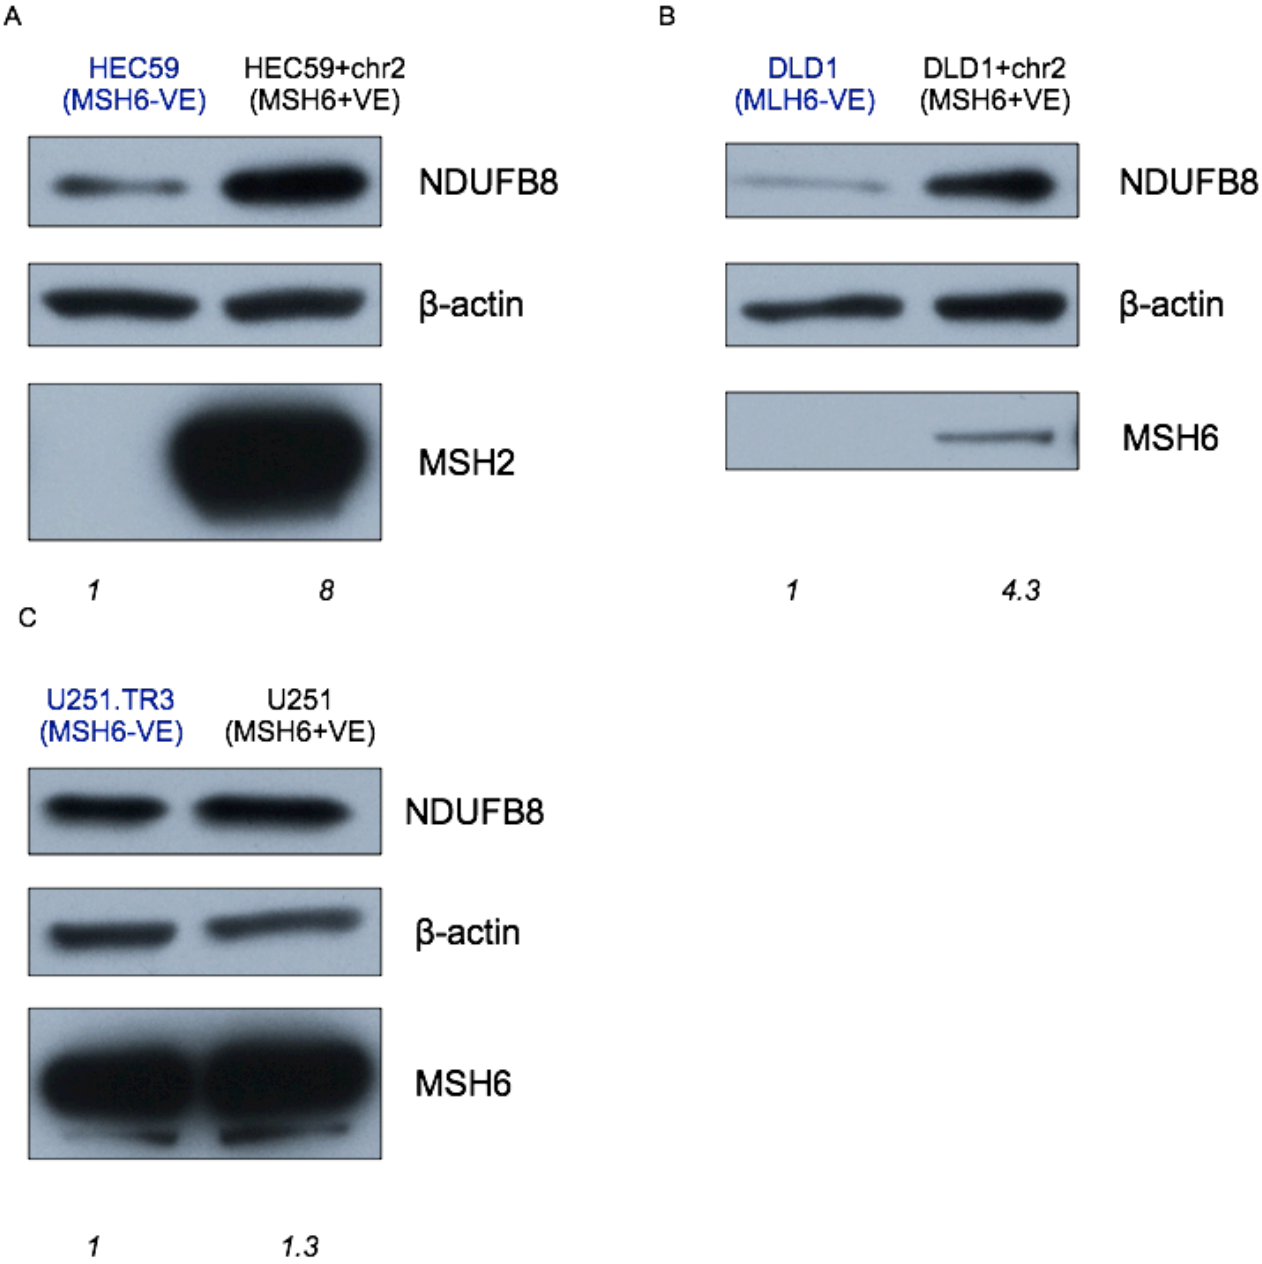 A
HEC59
(MSH6-VE)
HEC59+chr2
(MSH6+VE)
NDUFB8
β-actin
MSH2
1
8
B
DLD1
(MLH6-VE)
DLD1+chr2
(MSH6+VE)
NDUFB8
β-actin
MSH6
1
4.3
C
U251.TR3
(MSH6-VE)
U251
(MSH6+VE)
NDUFB8
β-actin
MSH6
1
1.3